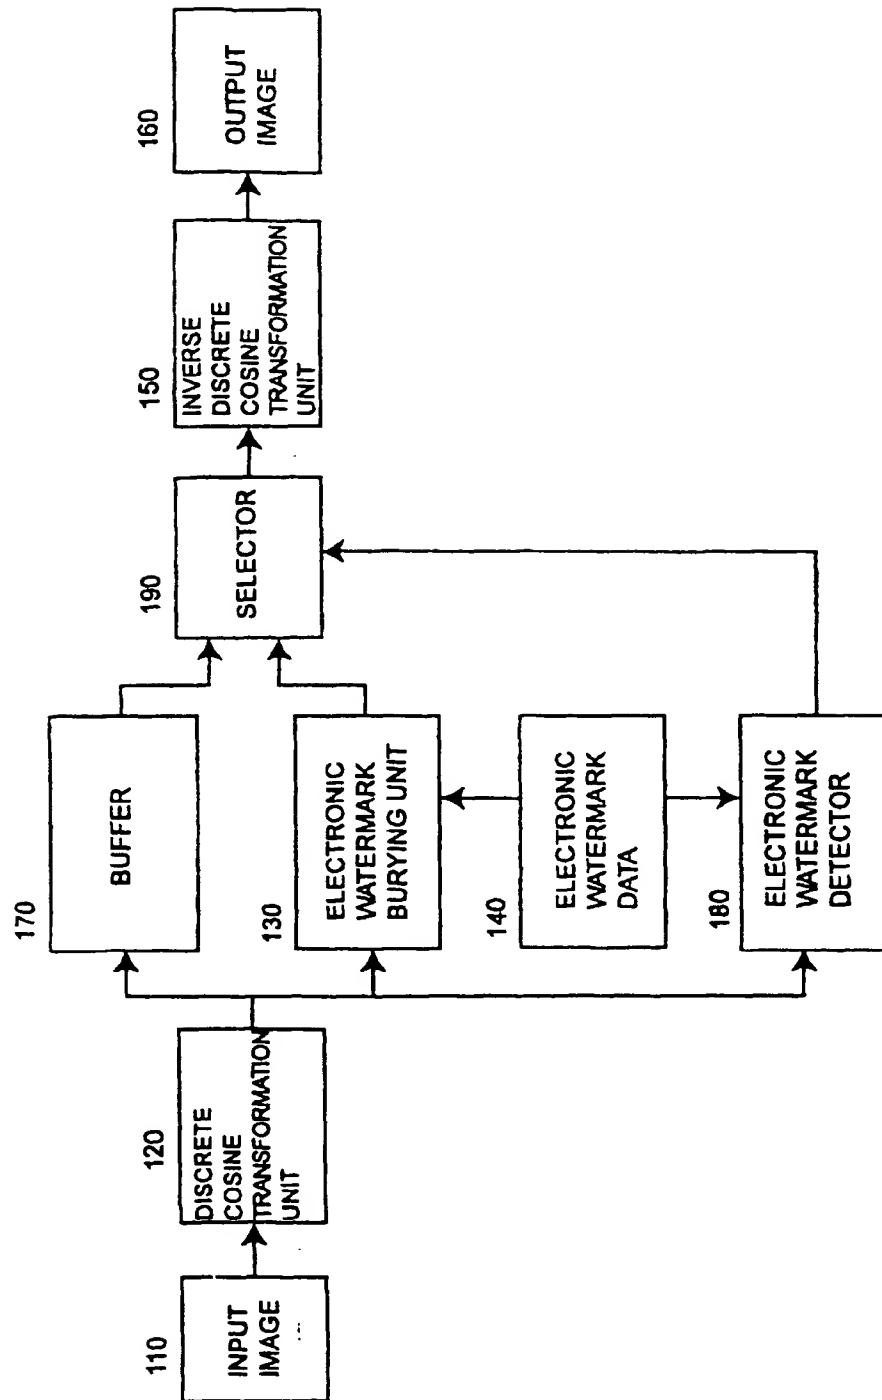 110
INPUT
IMAGE
120
DISCRETE
COSINE
TRANSFORMATION
UNIT
170
BUFFER
130
ELECTRONIC
WATERMARK
BURYING UNIT
140
ELECTRONIC
WATERMARK
DATA
180
ELECTRONIC
WATERMARK
DETECTOR
190
SELECTOR
150
INVERSE
DISCRETE
COSINE
TRANSFORMATION
UNIT
160
OUTPUT
IMAGE